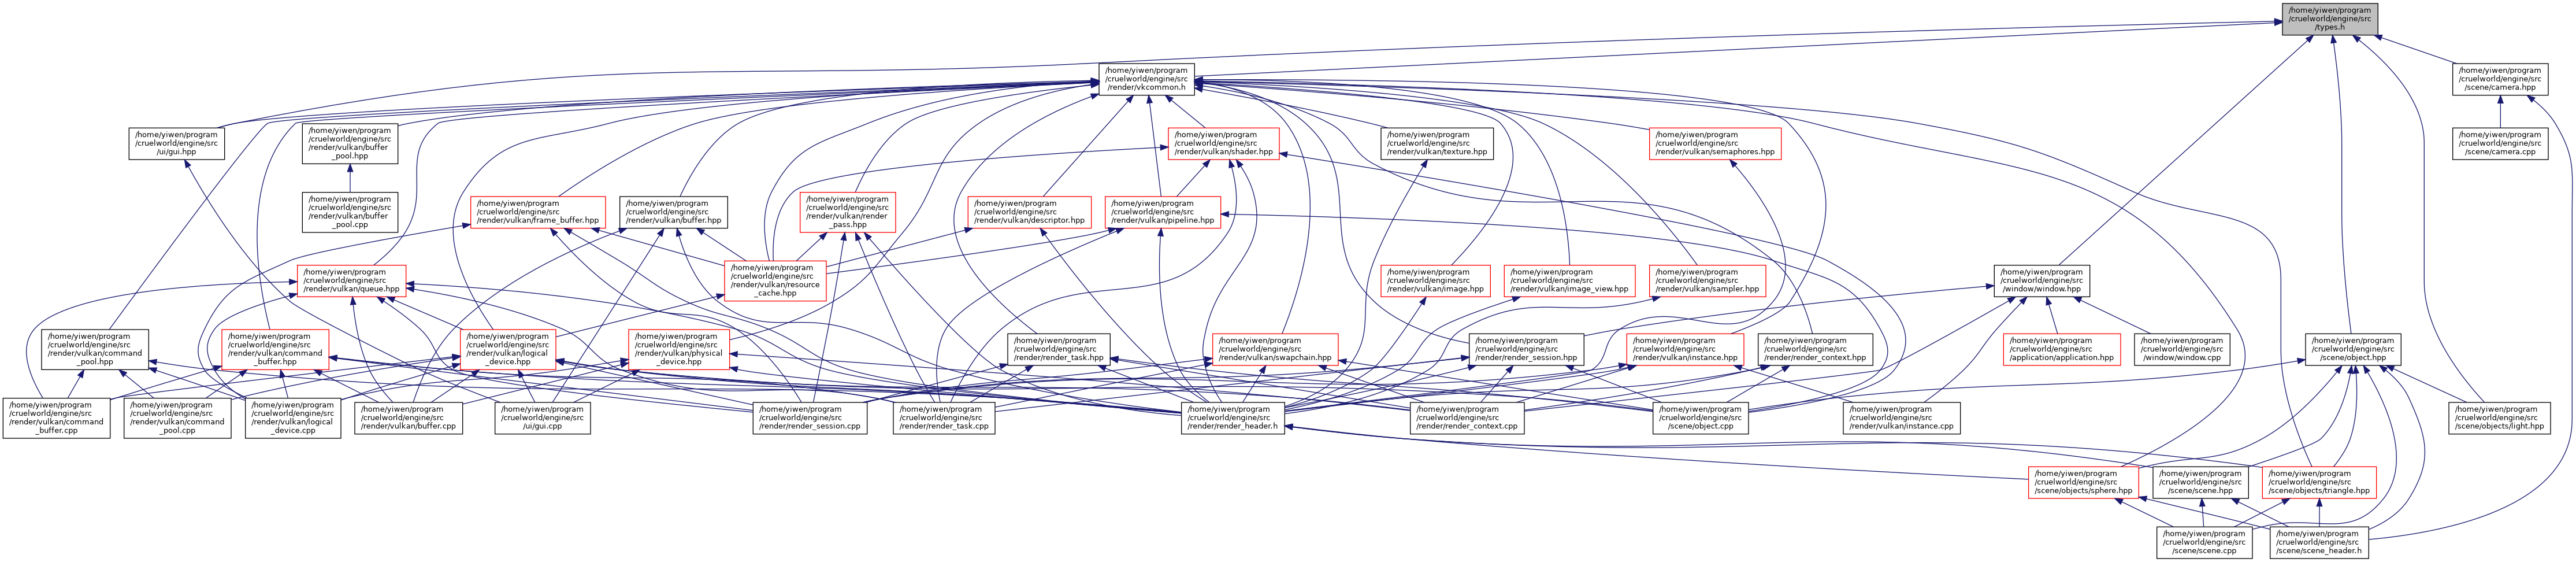 /home/yiwen/program
/cruelworld/engine/src
/types.h
/home/yiwen/program
/cruelworld/engine/src
/render/vkcommon.h
/home/yiwen/program
/cruelworld/engine/src
/scene/camera.hpp
/home/yiwen/program
/cruelworld/engine/src
/ui/gui.hpp
/home/yiwen/program
/cruelworld/engine/src
/render/vulkan/buffer
_pool.hpp
/home/yiwen/program
/cruelworld/engine/src
/render/vulkan/shader.hpp
/home/yiwen/program
/cruelworld/engine/src
/render/vulkan/texture.hpp
/home/yiwen/program
/cruelworld/engine/src
/render/vulkan/semaphores.hpp
/home/yiwen/program
/cruelworld/engine/src
/scene/camera.cpp
/home/yiwen/program
/cruelworld/engine/src
/render/vulkan/buffer
_pool.cpp
/home/yiwen/program
/cruelworld/engine/src
/render/vulkan/frame_buffer.hpp
/home/yiwen/program
/cruelworld/engine/src
/render/vulkan/buffer.hpp
/home/yiwen/program
/cruelworld/engine/src
/render/vulkan/render
_pass.hpp
/home/yiwen/program
/cruelworld/engine/src
/render/vulkan/descriptor.hpp
/home/yiwen/program
/cruelworld/engine/src
/render/vulkan/pipeline.hpp
/home/yiwen/program
/cruelworld/engine/src
/render/vulkan/queue.hpp
/home/yiwen/program
/cruelworld/engine/src
/render/vulkan/resource
_cache.hpp
/home/yiwen/program
/cruelworld/engine/src
/render/vulkan/image.hpp
/home/yiwen/program
/cruelworld/engine/src
/render/vulkan/image_view.hpp
/home/yiwen/program
/cruelworld/engine/src
/render/vulkan/sampler.hpp
/home/yiwen/program
/cruelworld/engine/src
/window/window.hpp
/home/yiwen/program
/cruelworld/engine/src
/render/vulkan/command
_pool.hpp
/home/yiwen/program
/cruelworld/engine/src
/render/vulkan/command
_buffer.hpp
/home/yiwen/program
/cruelworld/engine/src
/render/vulkan/logical
_device.hpp
/home/yiwen/program
/cruelworld/engine/src
/render/vulkan/physical
_device.hpp
/home/yiwen/program
/cruelworld/engine/src
/render/render_task.hpp
/home/yiwen/program
/cruelworld/engine/src
/render/vulkan/swapchain.hpp
/home/yiwen/program
/cruelworld/engine/src
/render/render_session.hpp
/home/yiwen/program
/cruelworld/engine/src
/render/vulkan/instance.hpp
/home/yiwen/program
/cruelworld/engine/src
/render/render_context.hpp
/home/yiwen/program
/cruelworld/engine/src
/application/application.hpp
/home/yiwen/program
/cruelworld/engine/src
/window/window.cpp
/home/yiwen/program
/cruelworld/engine/src
/scene/object.hpp
/home/yiwen/program
/cruelworld/engine/src
/render/vulkan/command
_buffer.cpp
/home/yiwen/program
/cruelworld/engine/src
/render/vulkan/command
_pool.cpp
/home/yiwen/program
/cruelworld/engine/src
/render/vulkan/logical
_device.cpp
/home/yiwen/program
/cruelworld/engine/src
/render/vulkan/buffer.cpp
/home/yiwen/program
/cruelworld/engine/src
/ui/gui.cpp
/home/yiwen/program
/cruelworld/engine/src
/render/render_session.cpp
/home/yiwen/program
/cruelworld/engine/src
/render/render_task.cpp
/home/yiwen/program
/cruelworld/engine/src
/render/render_header.h
/home/yiwen/program
/cruelworld/engine/src
/render/render_context.cpp
/home/yiwen/program
/cruelworld/engine/src
/scene/object.cpp
/home/yiwen/program
/cruelworld/engine/src
/render/vulkan/instance.cpp
/home/yiwen/program
/cruelworld/engine/src
/scene/objects/light.hpp
/home/yiwen/program
/cruelworld/engine/src
/scene/objects/sphere.hpp
/home/yiwen/program
/cruelworld/engine/src
/scene/scene.hpp
/home/yiwen/program
/cruelworld/engine/src
/scene/objects/triangle.hpp
/home/yiwen/program
/cruelworld/engine/src
/scene/scene.cpp
/home/yiwen/program
/cruelworld/engine/src
/scene/scene_header.h